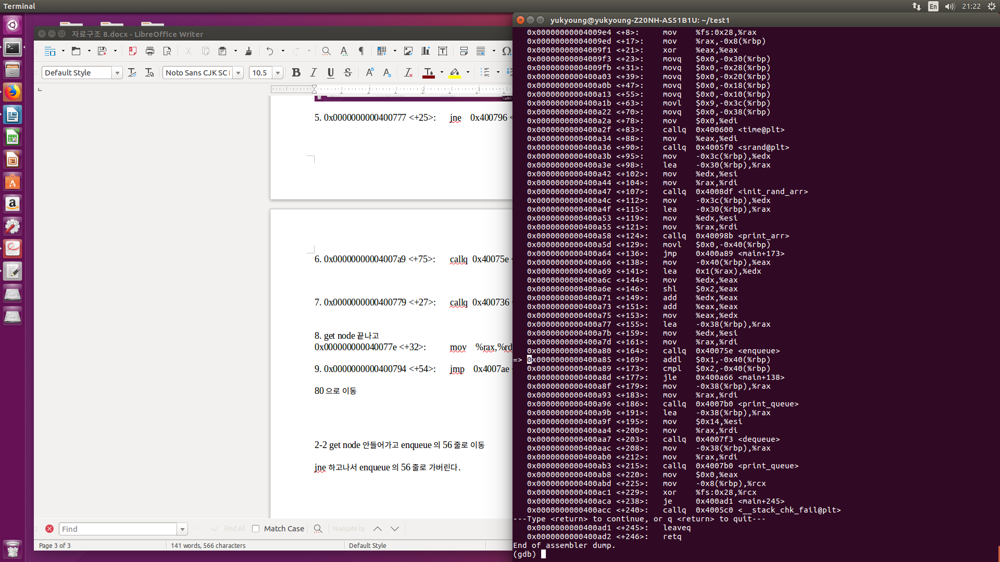 Terminal
En
21:22
자료구조 8.docx - LibreOffice Writer
Default Style
Noto Sans CJK SC
10.5
1
2
3
5. 0x0000000000400777 <+25>: jne 0x400796 <
6. 0x00000000004007a9 <+75>: callq 0x40075e <
7. 0x0000000000400779 <+27>: callq 0x400736 <
8. get node 끝나고
0x000000000040077e <+32>: mov %rax,%rd
9. 0x0000000000400794 <+54>: jmp 0x4007ae <
80 으로 이동
2-2 get node 안들어가고 enqueue 의 56 줄로 이동
jne 하고나서 enqueue 의 56 줄로 가버린다.
Find
Find All
Match Case
Navigate by
Page 3 of 3
141 words, 566 characters
Default Style
yukyoung@yukyoung-Z20NH-AS51B1U: ~/test1
0x00000000004009e4 <+8>: mov %fs:0x28,%rax
0x00000000004009ed <+17>: mov %rax,-0x8(%rbp)
0x00000000004009f1 <+21>: xor %eax,%eax
0x00000000004009f3 <+23>: movq $0x0,-0x30(%rbp)
0x00000000004009fb <+31>: movq $0x0,-0x28(%rbp)
0x0000000000400a03 <+39>: movq $0x0,-0x20(%rbp)
0x0000000000400a0b <+47>: movq $0x0,-0x18(%rbp)
0x0000000000400a13 <+55>: movq $0x0,-0x10(%rbp)
0x0000000000400a1b <+63>: movl $0x9,-0x3c(%rbp)
0x0000000000400a22 <+70>: movq $0x0,-0x38(%rbp)
0x0000000000400a2a <+78>: mov $0x0,%edi
0x0000000000400a2f <+83>: callq 0x400600 <time@plt>
0x0000000000400a34 <+88>: mov %eax,%edi
0x0000000000400a36 <+90>: callq 0x4005f0 <srand@plt>
0x0000000000400a3b <+95>: mov -0x3c(%rbp),%edx
0x0000000000400a3e <+98>: lea -0x30(%rbp),%rax
0x0000000000400a42 <+102>: mov %edx,%esi
0x0000000000400a44 <+104>: mov %rax,%rdi
0x0000000000400a47 <+107>: callq 0x4008df <init_rand_arr>
0x0000000000400a4c <+112>: mov -0x3c(%rbp),%edx
0x0000000000400a4f <+115>: lea -0x30(%rbp),%rax
0x0000000000400a53 <+119>: mov %edx,%esi
0x0000000000400a55 <+121>: mov %rax,%rdi
0x0000000000400a58 <+124>: callq 0x40098b <print_arr>
0x0000000000400a5d <+129>: movl $0x0,-0x40(%rbp)
0x0000000000400a64 <+136>: jmp 0x400a89 <main+173>
0x0000000000400a66 <+138>: mov -0x40(%rbp),%eax
0x0000000000400a69 <+141>: lea 0x1(%rax),%edx
0x0000000000400a6c <+144>: mov %edx,%eax
0x0000000000400a6e <+146>: shl $0x2,%eax
0x0000000000400a71 <+149>: add %edx,%eax
0x0000000000400a73 <+151>: add %eax,%eax
0x0000000000400a75 <+153>: mov %eax,%edx
0x0000000000400a77 <+155>: lea -0x38(%rbp),%rax
0x0000000000400a7b <+159>: mov %edx,%esi
0x0000000000400a7d <+161>: mov %rax,%rdi
0x0000000000400a80 <+164>: callq 0x40075e <enqueue>
=> 0x0000000000400a85 <+169>: addl $0x1,-0x40(%rbp)
0x0000000000400a89 <+173>: cmpl $0x2,-0x40(%rbp)
0x0000000000400a8d <+177>: jle 0x400a66 <main+138>
0x0000000000400a8f <+179>: mov -0x38(%rbp),%rax
0x0000000000400a93 <+183>: mov %rax,%rdi
0x0000000000400a96 <+186>: callq 0x4007b0 <print_queue>
0x0000000000400a9b <+191>: lea -0x38(%rbp),%rax
0x0000000000400a9f <+195>: mov $0x14,%esi
0x0000000000400aa4 <+200>: mov %rax,%rdi
0x0000000000400aa7 <+203>: callq 0x4007f3 <dequeue>
0x0000000000400aac <+208>: mov -0x38(%rbp),%rax
0x0000000000400ab0 <+212>: mov %rax,%rdi
0x0000000000400ab3 <+215>: callq 0x4007b0 <print_queue>
0x0000000000400ab8 <+220>: mov $0x0,%eax
0x0000000000400abd <+225>: mov -0x8(%rbp),%rcx
0x0000000000400ac1 <+229>: xor %fs:0x28,%rcx
0x0000000000400aca <+238>: je 0x400ad1 <main+245>
0x0000000000400acc <+240>: callq 0x4005c0 <__stack_chk_fail@plt>
---Type <return> to continue, or q <return> to quit---
0x0000000000400ad1 <+245>: leaveq
0x0000000000400ad2 <+246>: retq
End of assembler dump.
(gdb)